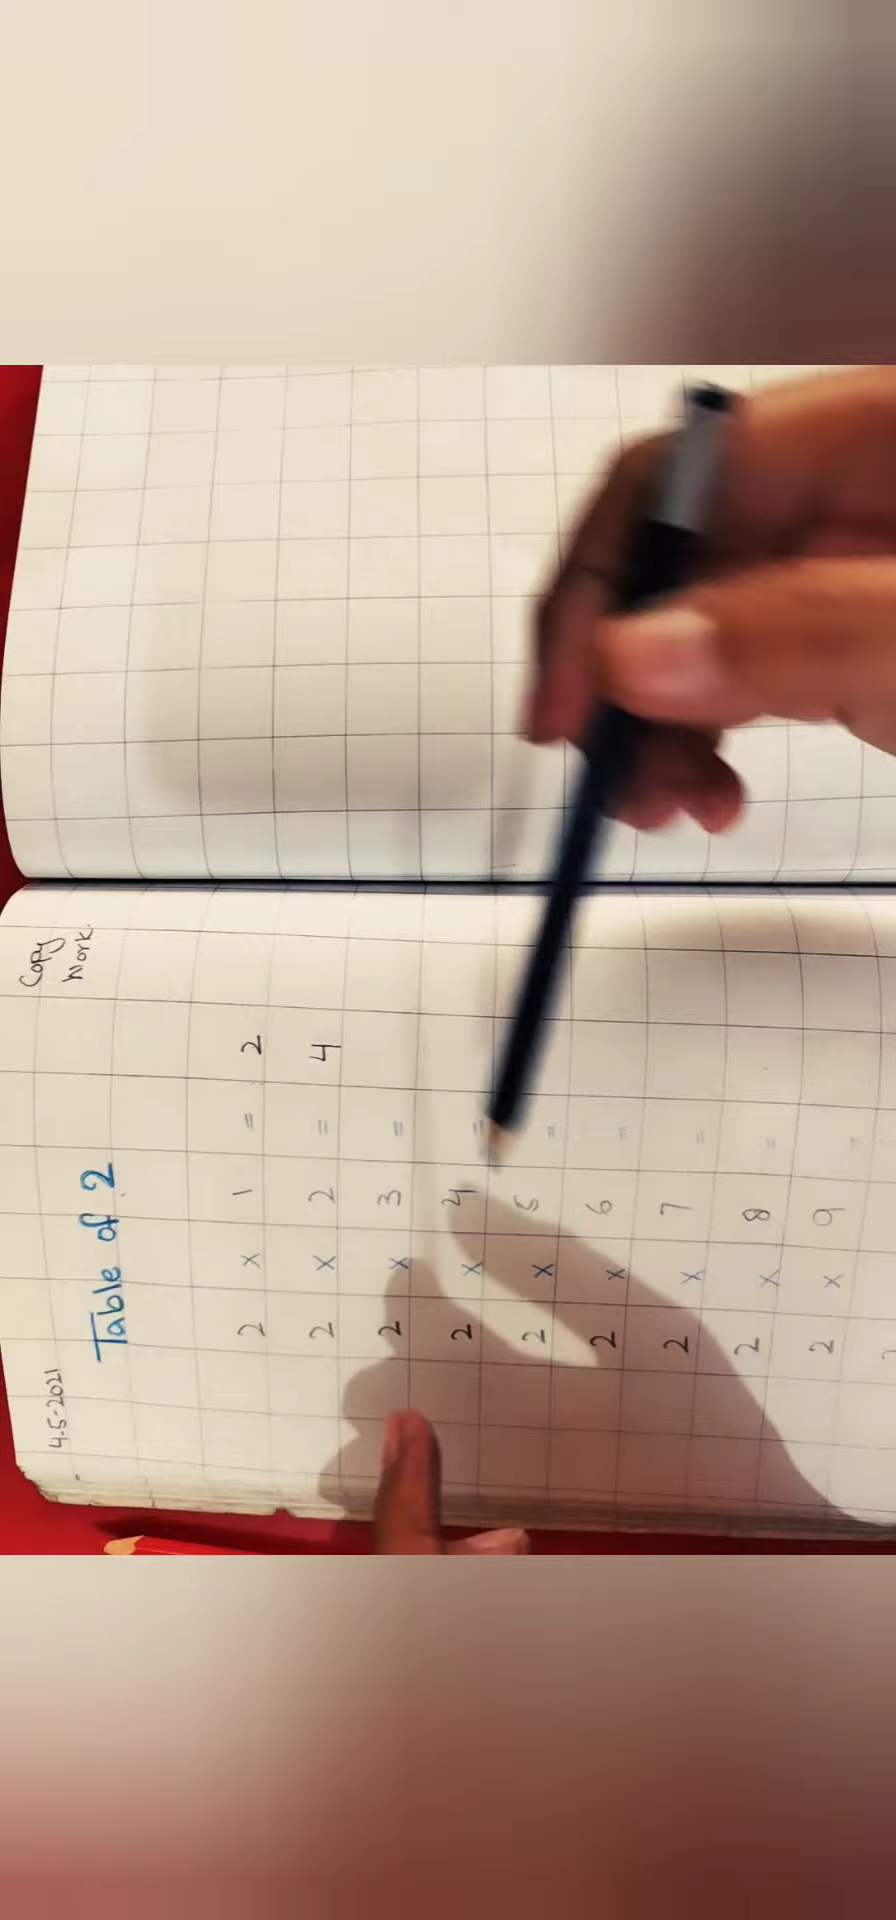 4-5-2021
Copy
Work.
Table of 2
2 × 1 = 2
2 × 2 = 4
2 × 3 =
2 × 4 =
2 × 5 =
2 × 6 =
2 × 7 =
2 × 8 =
2 × 9 =